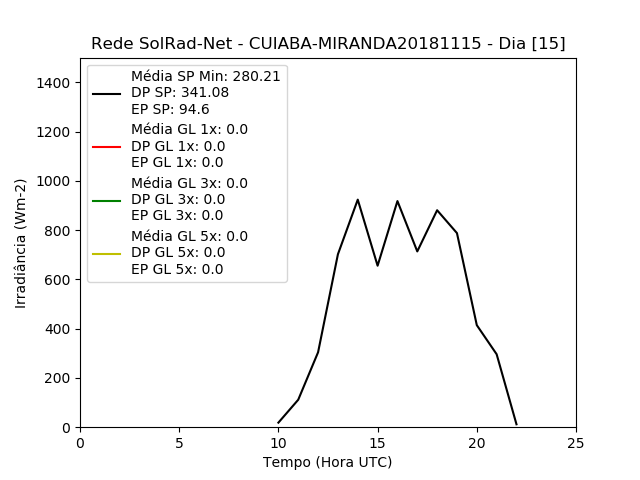 Rede SolRad-Net - CUIABA-MIRANDA20181115 - Dia [15]
Média SP Min: 280.21
DP SP: 341.08
EP SP: 94.6
Média GL 1x: 0.0
DP GL 1x: 0.0
EP GL 1x: 0.0
Média GL 3x: 0.0
DP GL 3x: 0.0
EP GL 3x: 0.0
Média GL 5x: 0.0
DP GL 5x: 0.0
EP GL 5x: 0.0
1400
1200
1000
800
600
400
200
0
Irradiância (Wm-2)
0 5 10 15 20 25
Tempo (Hora UTC)